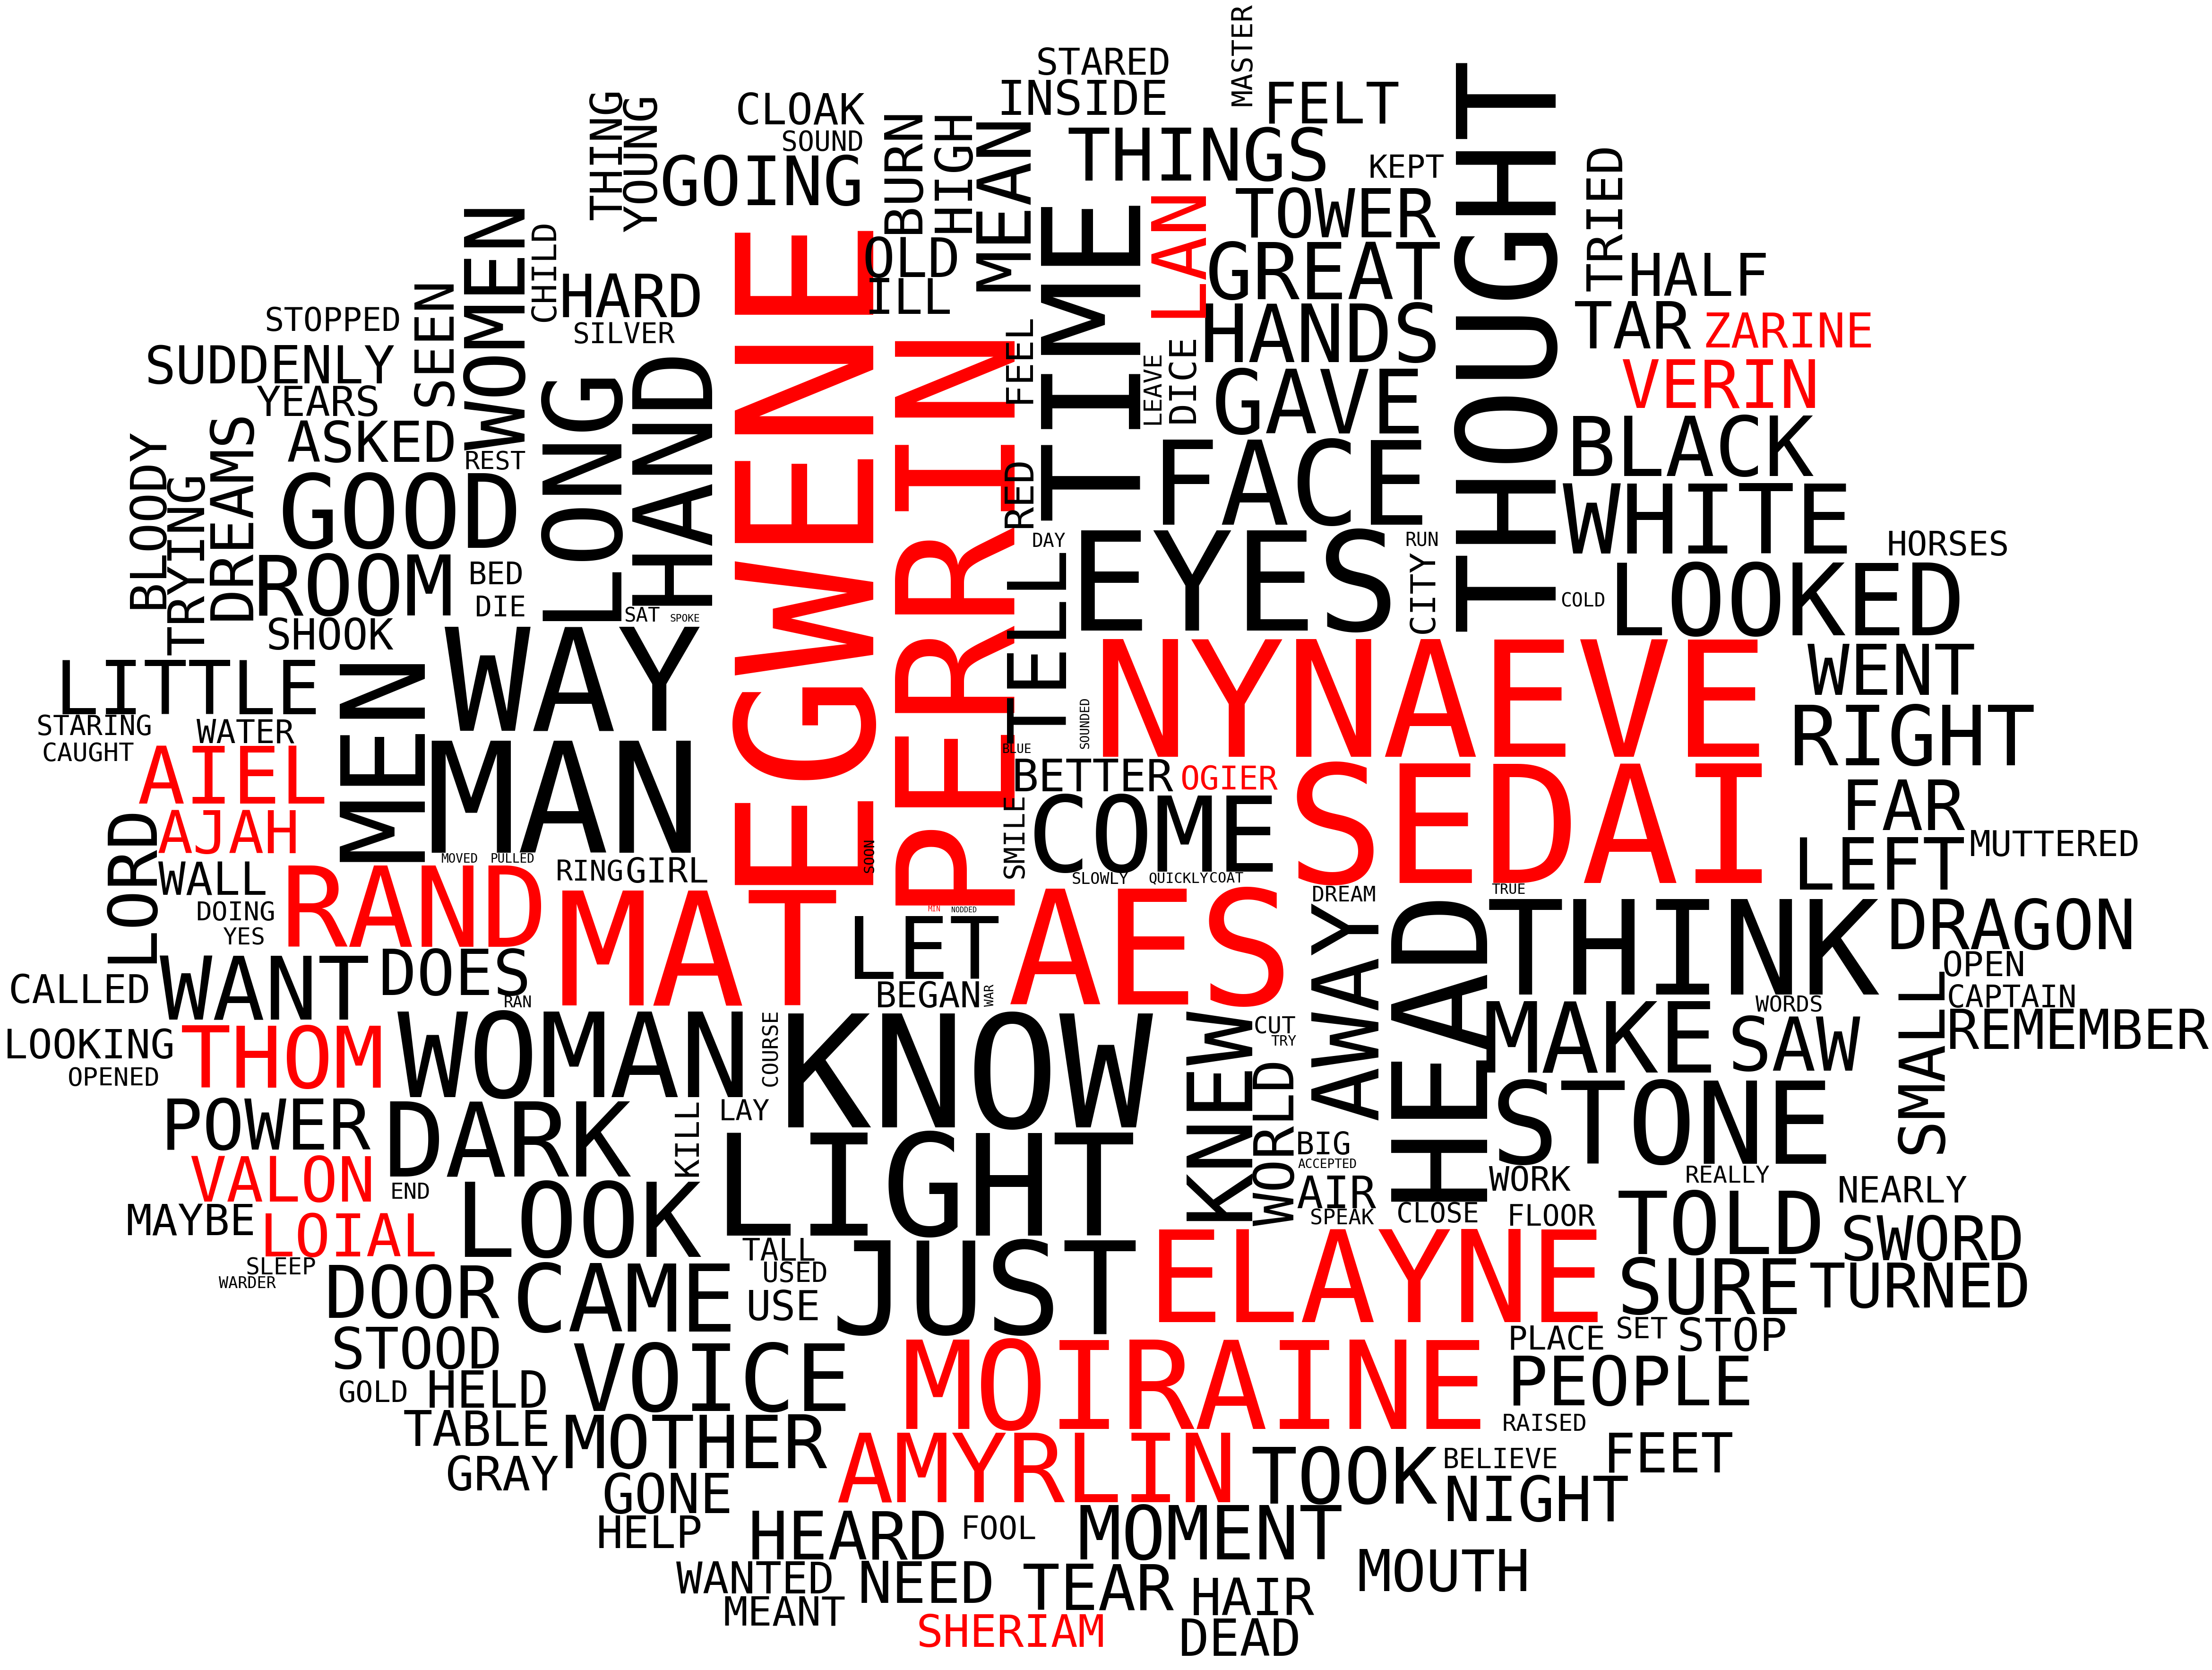 MASTER
STARED
INSIDE
FELT
CLOAK
SOUND
THING
YOUNG
GOING
BURN
HIGH
MEAN
THINGS
KEPT
THOUGHT
TRIED
WOMEN
CHILD
HARD
SILVER
EGWENE
OLD
ILL
TIME
LAN
TOWER
GREAT
HANDS
HALF
TAR
ZARINE
VERIN
STOPPED
SEEN
SUDDENLY
YEARS
ASKED
REST
LONG
HAND
PERRIN
FEEL
LEAVE
DICE
GAVE
FACE
BLACK
WHITE
BLOODY
TRYING
DREAMS
GOOD
ROOM
BED
DIE
SHOOK
SAT
SPOKE
RED
DAY
EYES
RUN
CITY
COLD
LOOKED
HORSES
LITTLE
MEN
WAY
TELL
SOUNDED
NYNAEVE
WENT
RIGHT
STARING
WATER
CAUGHT
AIEL
AJAH
MAN
BLUE
BETTER
OGIER
COME
SEDAI
FAR
LEFT
MUTTERED
LORD
WALL
DOING
YES
MOVED
PULLED
RING
GIRL
SOON
SMILE
SLOWLY
QUICKLY
COAT
DREAM
TRUE
RAND
MAT
MIN
NODDED
LET
AES
AWAY
HEAD
THINK
DRAGON
OPEN
CAPTAIN
REMEMBER
CALLED
WANT
DOES
RAN
BEGAN
WAR
LOOKING
OPENED
THOM
WOMAN
COURSE
KNOW
KNEW
CUT
TRY
WORLD
MAKE
WORDS
SAW
SMALL
POWER
DARK
KILL
LAY
LIGHT
BIG
ACCEPTED
AIR
SPEAK
CLOSE
STONE
WORK
REALLY
FLOOR
NEARLY
VALON
END
MAYBE
LOIAL
LOOK
SLEEP
WARDER
DOOR
CAME
TALL
USED
USE
JUST
ELAYNE
TOLD
SWORD
SURE
TURNED
STOOD
GOLD
HELD
VOICE
MOIRAINE
PLACE
SET
STOP
PEOPLE
TABLE
MOTHER
AMYRLIN
RAISED
TOOK
BELIEVE
FEET
GRAY
GONE
NIGHT
HELP
HEARD
FOOL
MOMENT
WANTED
NEED
TEAR
HAIR
MOUTH
MEANT
SHERIAM
DEAD